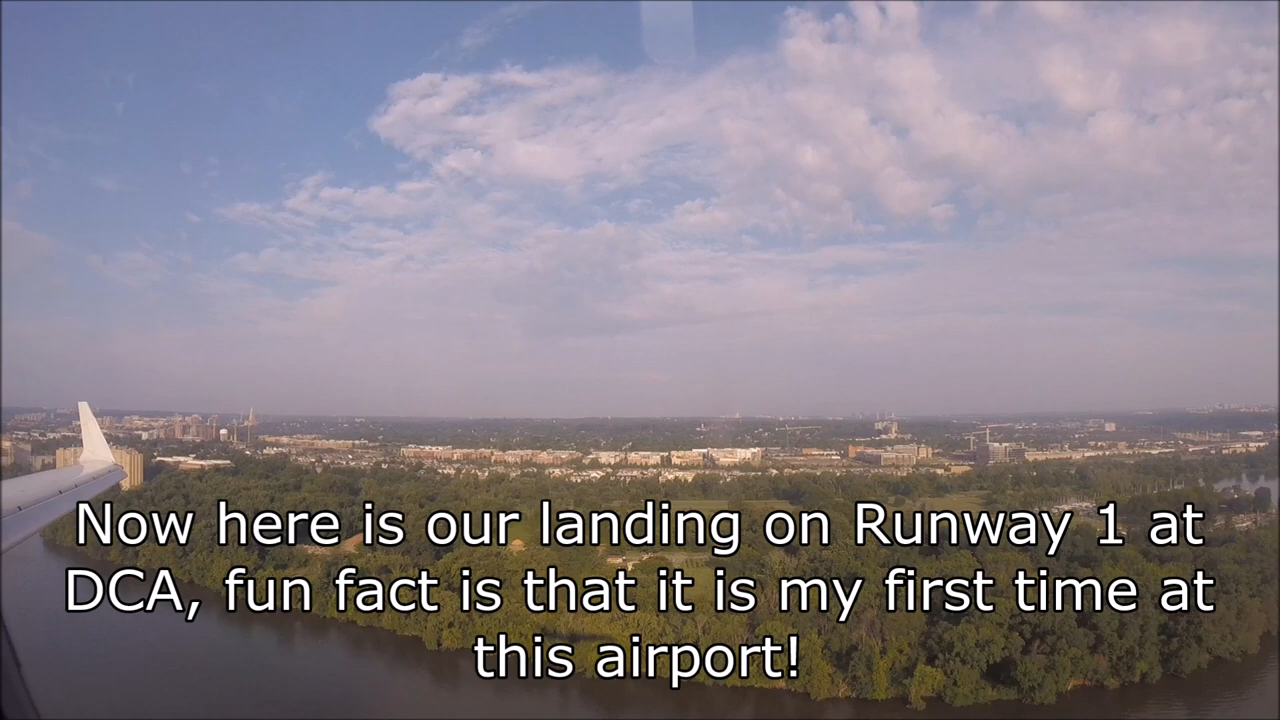 Now here is our landing on Runway 1 at
DCA, fun fact is that it is my first time at
this airport!